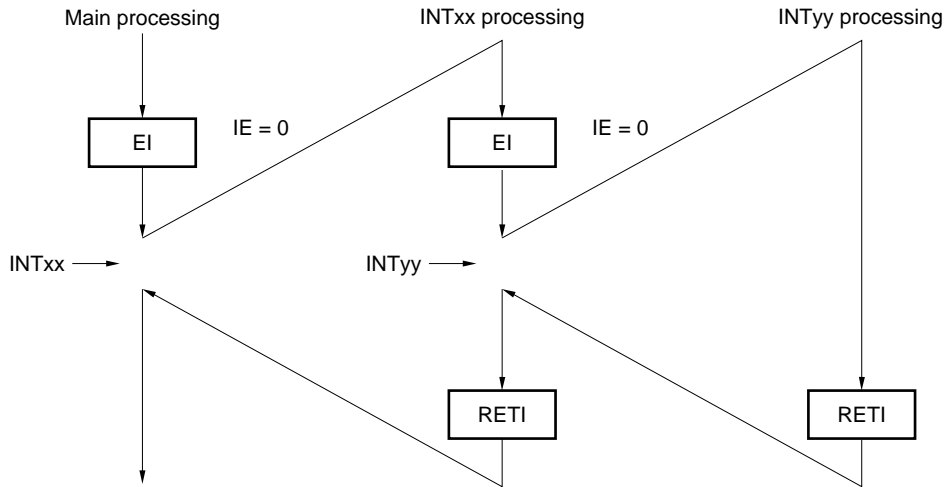 Main processing
INTxx processing
INTyy processing
EI
IE = 0
EI
IE = 0
INTxx
INTyy
RETI
RETI